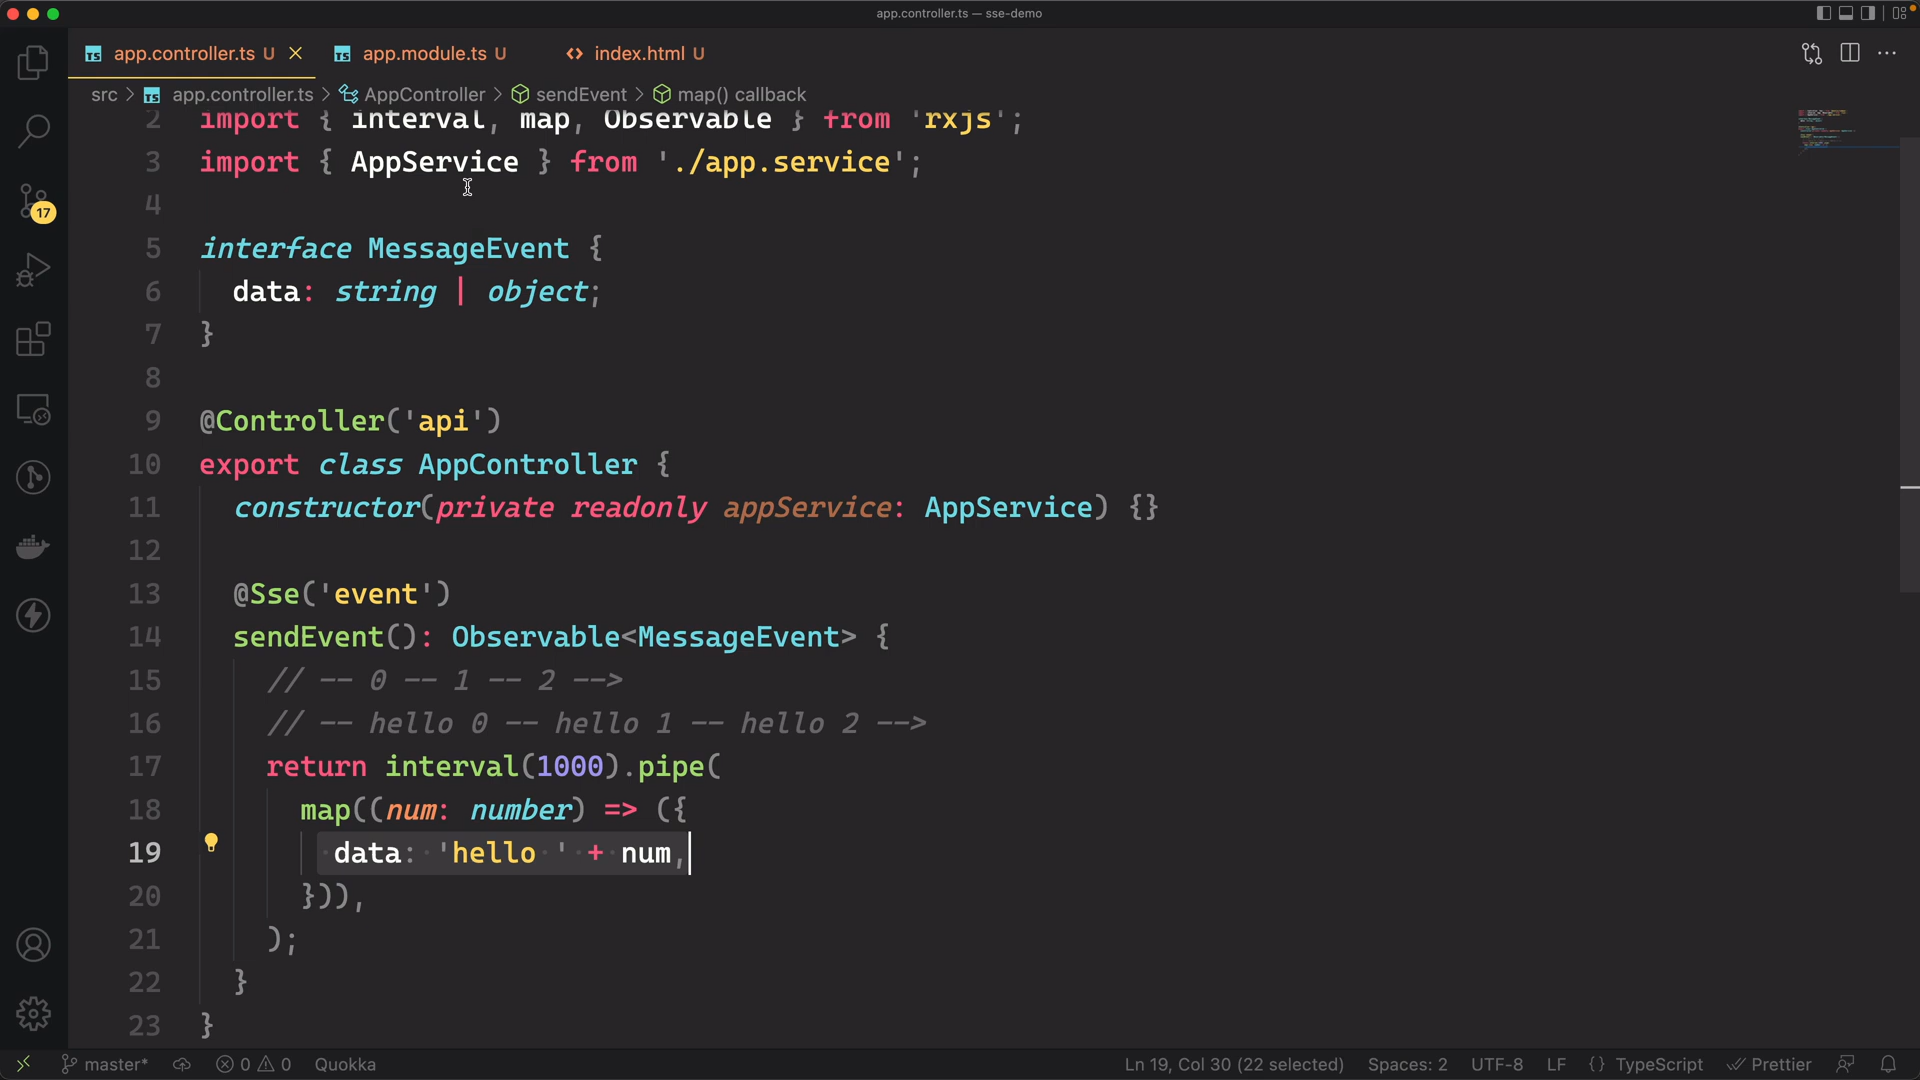 app.controller.ts — sse-demo
TS app.controller.ts U
TS app.module.ts U
<> index.html U
src > TS app.controller.ts > AppController > sendEvent > map() callback
2 import { interval, map, Observable } from 'rxjs';
3 import { AppService } from './app.service';
4
17
5 interface MessageEvent {
6 data: string | object;
7 }
8
9 @Controller('api')
10 export class AppController {
11 constructor(private readonly appService: AppService) {}
12
13 @Sse('event')
14 sendEvent(): Observable<MessageEvent> {
15 // -- 0 -- 1 -- 2 -->
16 // -- hello 0 -- hello 1 -- hello 2 -->
17 return interval(1000).pipe(
18 map((num: number) => ({
19 data: 'hello ' + num,
20 })),
21 );
22 }
23 }
master* 0 0 Quokka
Ln 19, Col 30 (22 selected) Spaces: 2 UTF-8 LF {} TypeScript Prettier